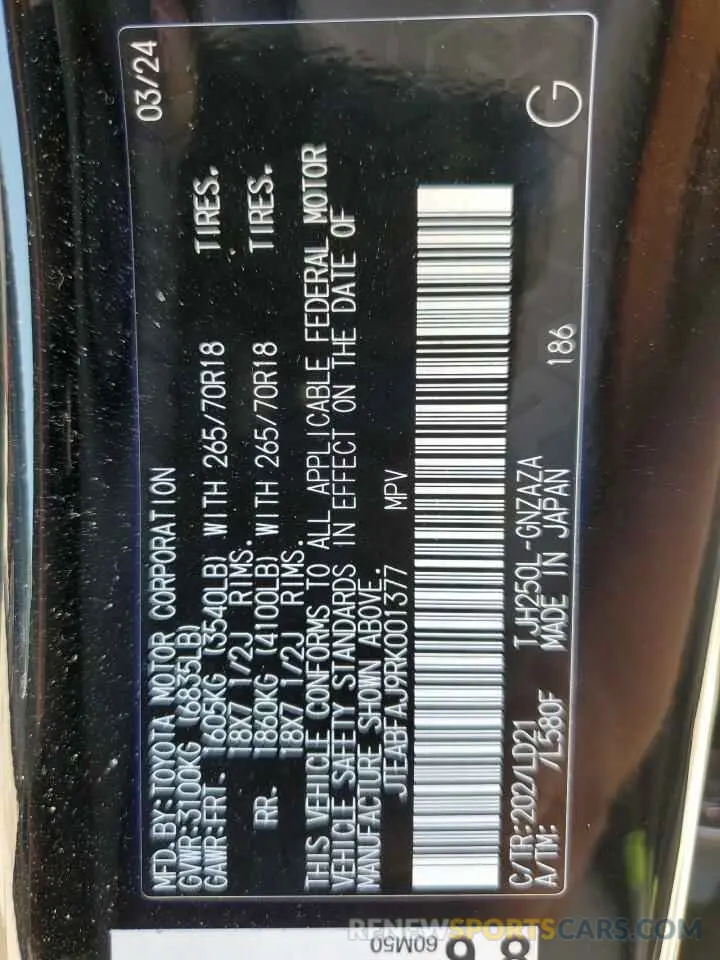 MFD. BY: TOYOTA MOTOR CORPORATION 03/24
GVWR: 3100KG (6835LB)
GAWR: FRT. 1605KG (3540LB) WITH 265/70R18 TIRES.
18X7 1/2J RIMS.
RR. 1860KG (4100LB) WITH 265/70R18 TIRES.
18X7 1/2J RIMS.
THIS VEHICLE CONFORMS TO ALL APPLICABLE FEDERAL MOTOR
VEHICLE SAFETY STANDARDS IN EFFECT ON THE DATE OF
MANUFACTURE SHOWN ABOVE.
JTEABFAJ9RK001377 MPV
C/TR: 202/LD21 TJH250L-GNZAZA
A/TM: /L580F MADE IN JAPAN 186 G
60M50
RENEWSPORTSCARS.COM